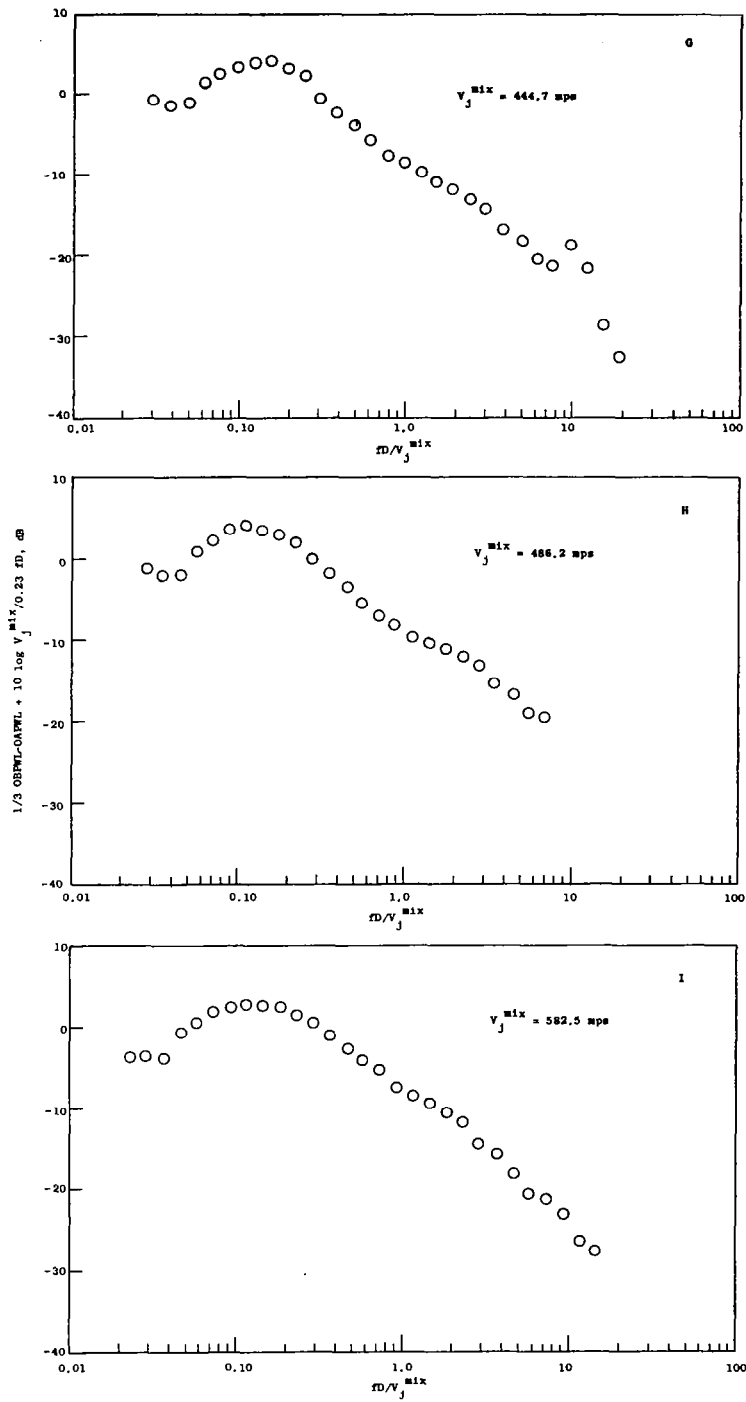 G
V_j^mix = 444.7 mps
10
0
-10
-20
-30
-40
0.01 0.10 1.0 10 100
fD/V_j^mix
1/3 OBPWL-OAPWL + 10 log V_j^mix/0.23 fD, dB
H
V_j^mix = 486.2 mps
10
0
-10
-20
-30
-40
0.01 0.10 1.0 10 100
fD/V_j^mix
I
V_j^mix = 582.5 mps
10
0
-10
-20
-30
-40
0.01 0.10 1.0 10 100
fD/V_j^mix